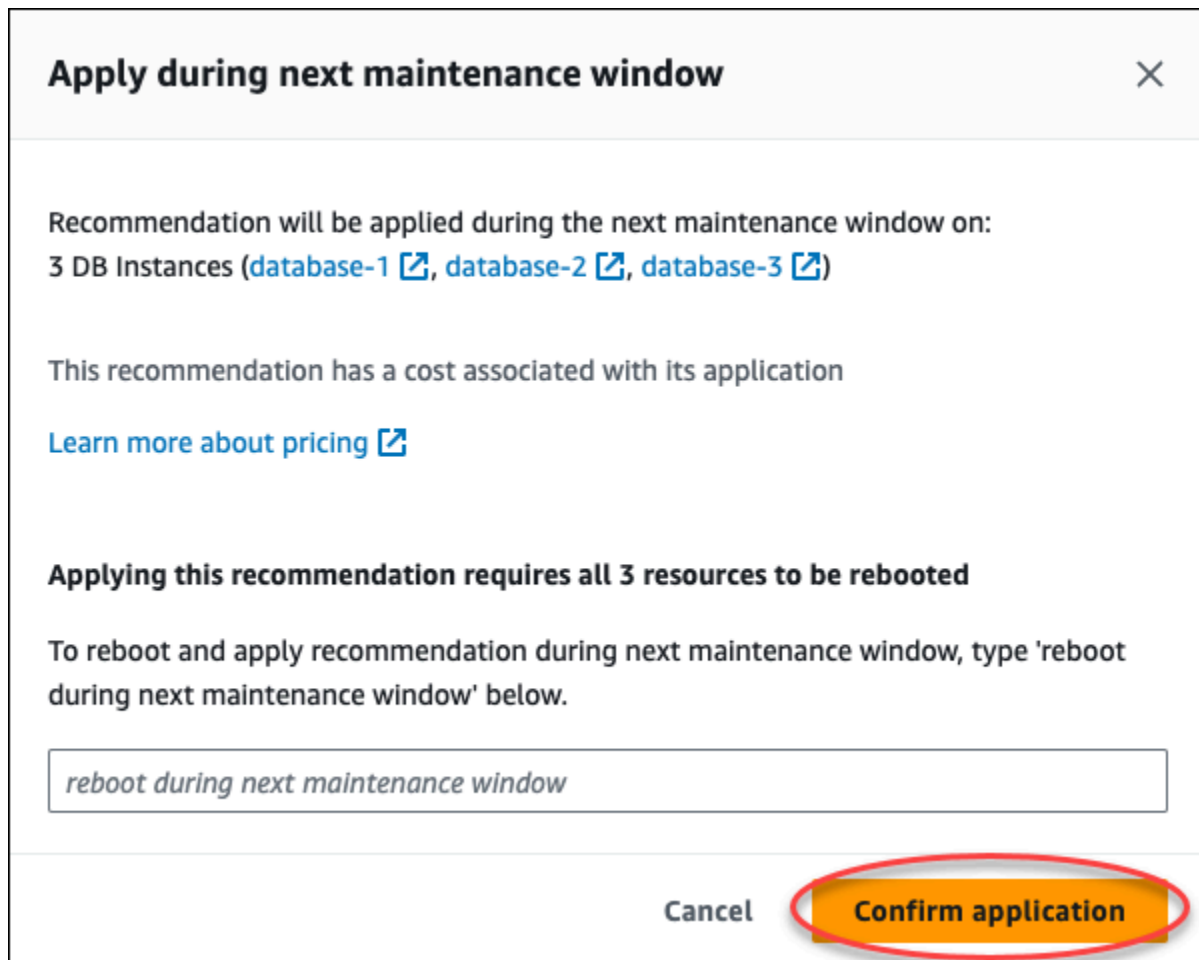 Apply during next maintenance window
Recommendation will be applied during the next maintenance window on:
3 DB Instances (database-1, database-2, database-3)
This recommendation has a cost associated with its application
Learn more about pricing
Applying this recommendation requires all 3 resources to be rebooted
To reboot and apply recommendation during next maintenance window, type 'reboot
during next maintenance window' below.
reboot during next maintenance window
Cancel
Confirm application